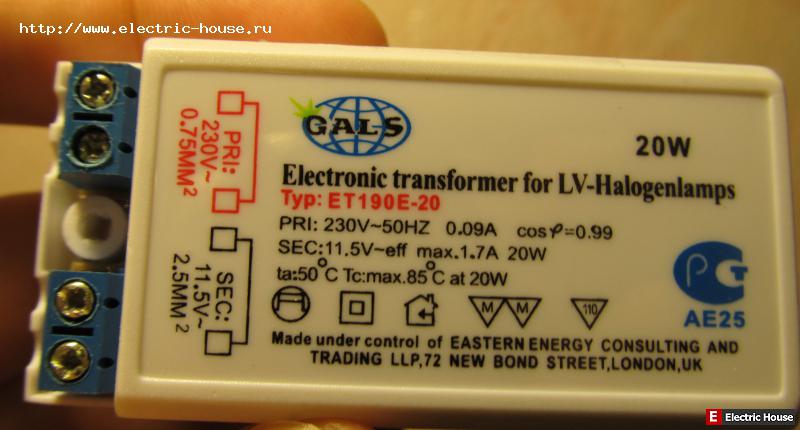 http://www.electric-house.ru
GALS
20W
Electronic transformer for LV-Halogenlamps
Typ: ET190E-20
PRI: 230V~50HZ 0.09A cosφ=0.99
SEC:11.5V~eff max.1.7A 20W
ta:50°C Tc:max.85°C at 20W
M M 110
Made under control of EASTERN ENERGY CONSULTING AND
TRADING LLP,72 NEW BOND STREET,LONDON,UK
PRI:
230V~
0.75MM²
SEC:
11.5V~
2.5MM²
РСТ
AE25
E Electric House